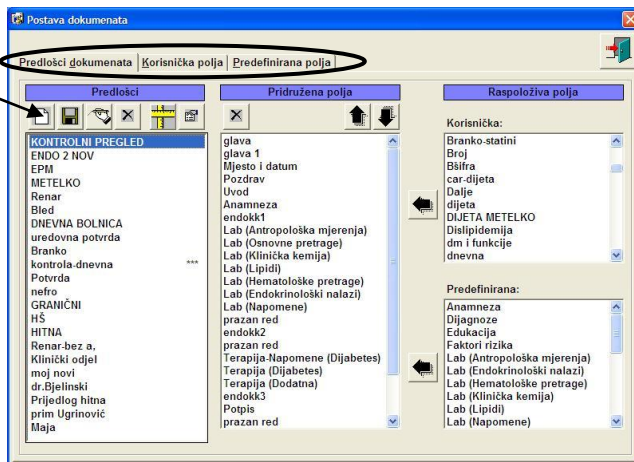 Postava dokumenata
Predlošci dokumenata
Korisnička polja
Predefinirana polja
Predlošci
KONTROLNI PREGLED
ENDO 2 NOV
EPM
METELKO
Renar
Bled
DNEVNA BOLNICA
uredovna potvrda
Branko
kontrola-dnevna ***
Potvrda
nefro
GRANIČNI
HŠ
HITNA
Renar-bez a,
Klinički odjel
moj novi
dr.Bjelinski
Prijedlog hitna
prim Ugrinović
Maja
Pridružena polja
glava
glava 1
Mjesto i datum
Pozdrav
Uvod
Anamneza
endokk1
Lab (Antropološka mjerenja)
Lab (Osnovne pretrage)
Lab (Klinička kemija)
Lab (Lipidi)
Lab (Hematološke pretrage)
Lab (Endokrinološki nalazi)
Lab (Napomene)
prazan red
endokk2
prazan red
Terapija-Napomene (Dijabetes)
Terapija (Dijabetes)
Terapija (Dodatna)
endokk3
Potpis
prazan red
Raspoloživa polja
Korisnička:
Branko-statini
Broj
Bšifra
car-dijeta
Dalje
dijeta
DIJETA METELKO
Dislipidemija
dm i funkcije
dnevna
Predefinirana:
Anamneza
Dijagnoze
Edukacija
Faktori rizika
Lab (Antropološka mjerenja)
Lab (Endokrinološki nalazi)
Lab (Hematološke pretrage)
Lab (Klinička kemija)
Lab (Lipidi)
Lab (Napomene)